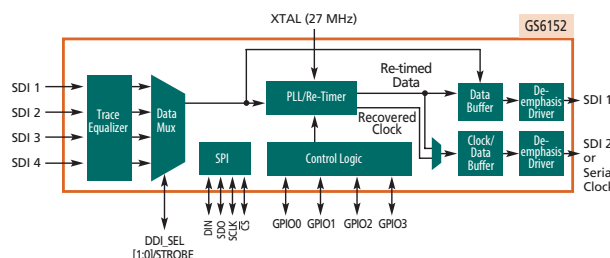 XTAL (27 MHz)
GS6152
SDI 1
SDI 2
SDI 3
SDI 4
Trace
Equalizer
Data
Mux
PLL/Re-Timer
Re-timed
Data
Recovered
Clock
Data
Buffer
De-
emphasis
Driver
SDI 1
SPI
Control Logic
Clock/
Data
Buffer
De-
emphasis
Driver
SDI 2
or
Serial
Clock
DDI_SEL
[1:0]/STROBE
DIN
SDO
SCLK
CS
GPIO0
GPIO1
GPIO2
GPIO3